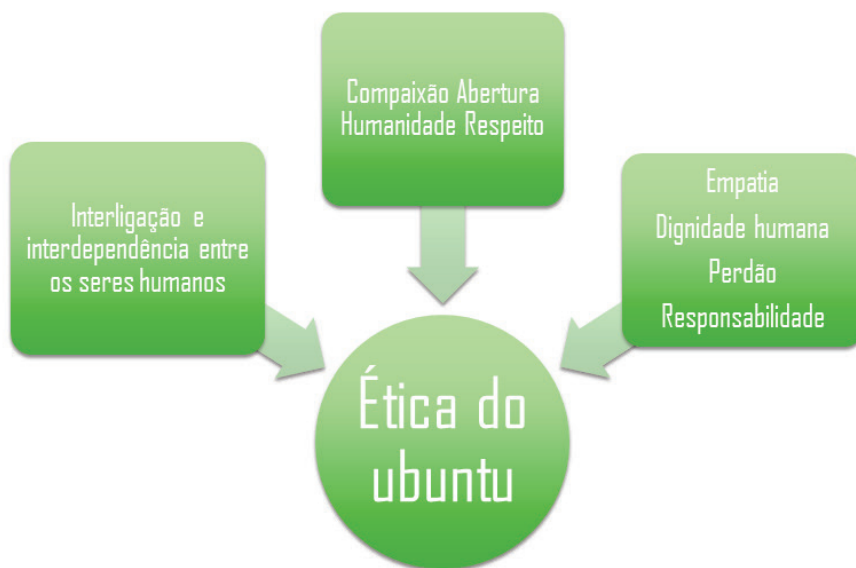 Compaixão Abertura
Humanidade Respeito
Interligação e
interdependência entre
os seres humanos
Empatia
Dignidade humana
Perdão
Responsabilidade
Ética do
ubuntu